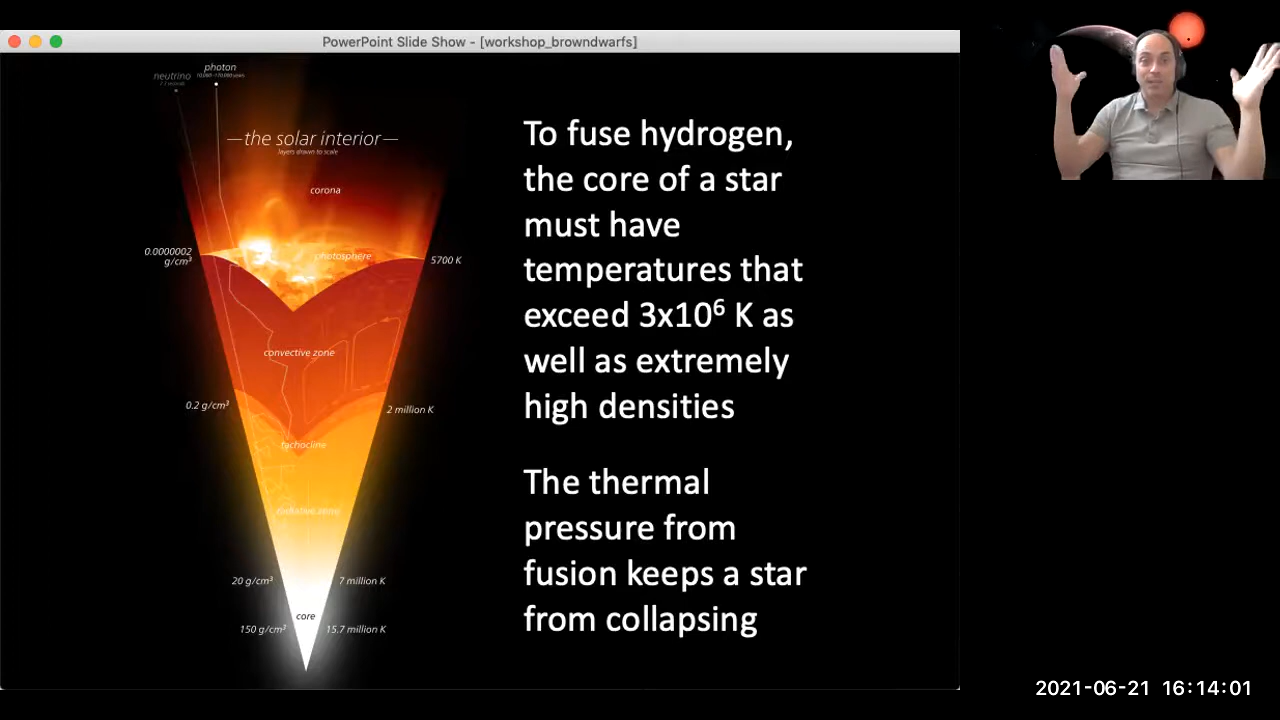 PowerPoint Slide Show - [workshop_browndwarfs]
neutrino
photon
—the solar interior—
layers drawn to scale
corona
0.0000002
g/cm³
photosphere
5700 K
convective zone
0.2 g/cm³
2 million K
tachocline
radiative zone
20 g/cm³
7 million K
core
150 g/cm³
15.7 million K
To fuse hydrogen,
the core of a star
must have
temperatures that
exceed 3x10⁶ K as
well as extremely
high densities
The thermal
pressure from
fusion keeps a star
from collapsing
2021-06-21 16:14:01